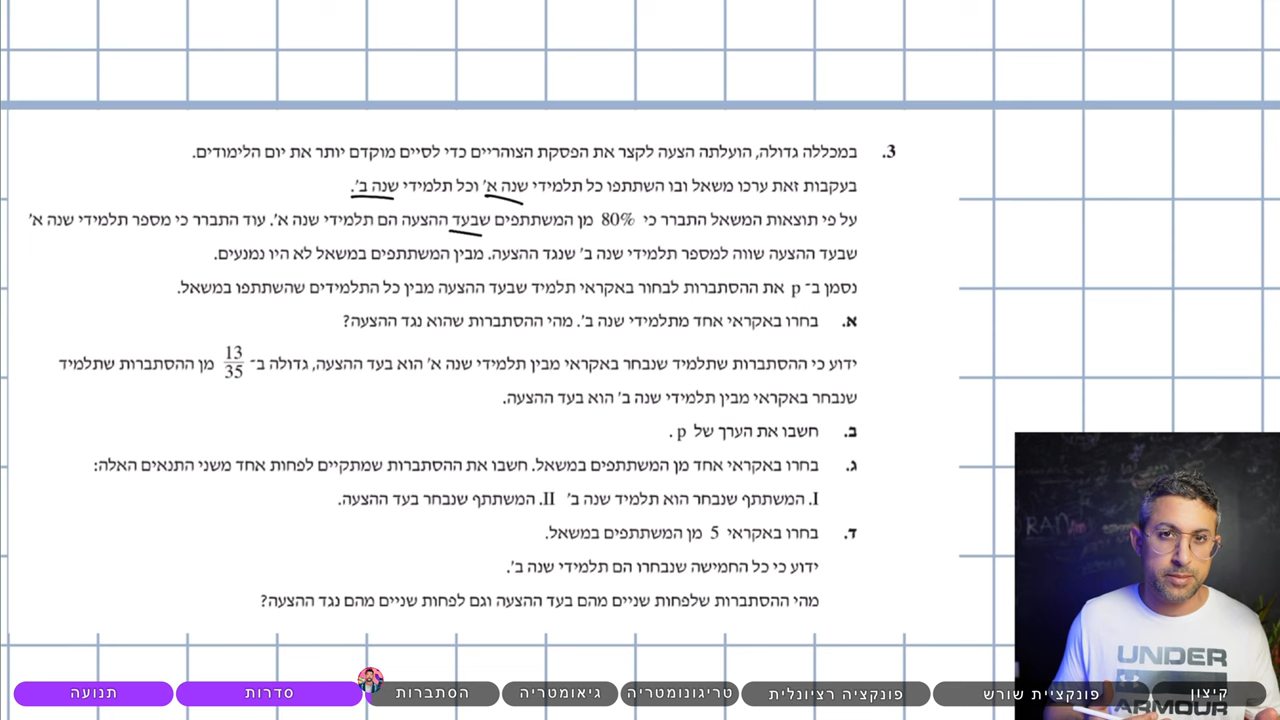 3. במכללה גדולה, הועלתה הצעה לקצר את הפסקת הצוהריים כדי לסיים מוקדם יותר את יום הלימודים.
בעקבות זאת ערכו משאל ובו השתתפו כל תלמידי שנה א' וכל תלמידי שנה ב'.
על פי תוצאות המשאל התברר כי 80% מן המשתתפים שבעד ההצעה הם תלמידי שנה א'. עוד התברר כי מספר תלמידי שנה א'
שבעד ההצעה שווה למספר תלמידי שנה ב' שנגד ההצעה. מבין המשתתפים במשאל לא היו נמנעים.
נסמן ב־ p את ההסתברות לבחור באקראי תלמיד שבעד ההצעה מבין כל התלמידים שהשתתפו במשאל.
א. בחרו באקראי אחד מתלמידי שנה ב'. מהי ההסתברות שהוא נגד ההצעה?
ידוע כי ההסתברות שתלמיד שנבחר באקראי מבין תלמידי שנה א' הוא בעד ההצעה, גדולה ב־ 13/35 מן ההסתברות שתלמיד
שנבחר באקראי מבין תלמידי שנה ב' הוא בעד ההצעה.
ב. חשבו את הערך של p .
ג. בחרו באקראי אחד מן המשתתפים במשאל. חשבו את ההסתברות שמתקיים לפחות אחד משני התנאים האלה:
I. המשתתף שנבחר הוא תלמיד שנה ב' II. המשתתף שנבחר בעד ההצעה.
ד. בחרו באקראי 5 מן המשתתפים במשאל.
ידוע כי כל החמישה שנבחרו הם תלמידי שנה ב'.
מהי ההסתברות שלפחות שניים מהם בעד ההצעה וגם לפחות שניים מהם נגד ההצעה?
UNDER
ARMOUR
קיצון פונקציית שורש פונקציה רציונלית טריגונומטריה גיאומטריה הסתברות סדרות תנועה